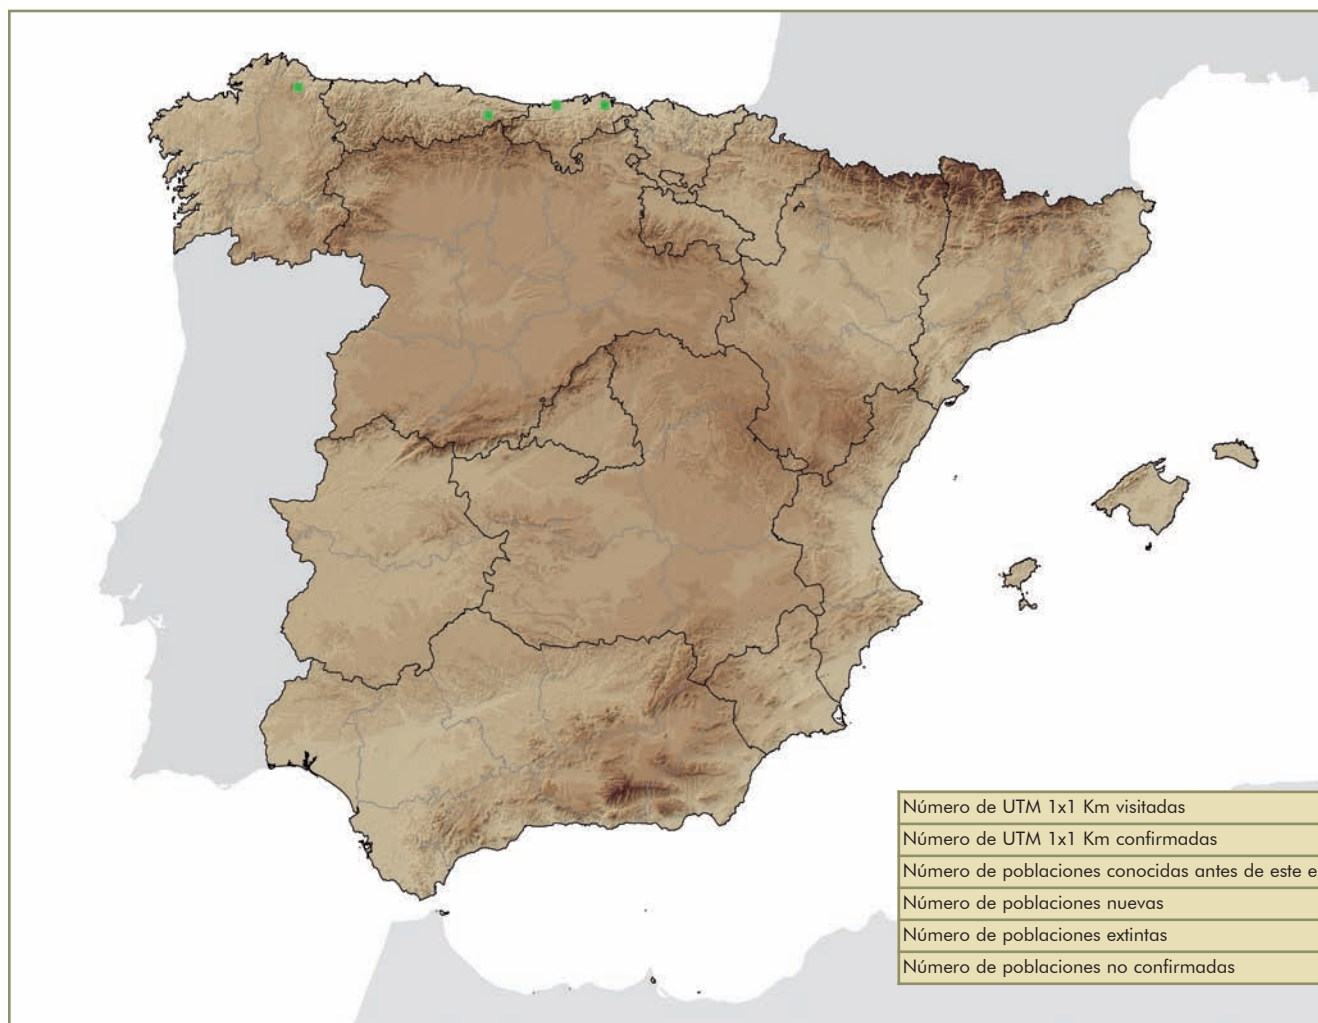 Número de UTM 1x1 Km visitadas
Número de UTM 1x1 Km confirmadas
Número de poblaciones conocidas antes de este e
Número de poblaciones nuevas
Número de poblaciones extintas
Número de poblaciones no confirmadas